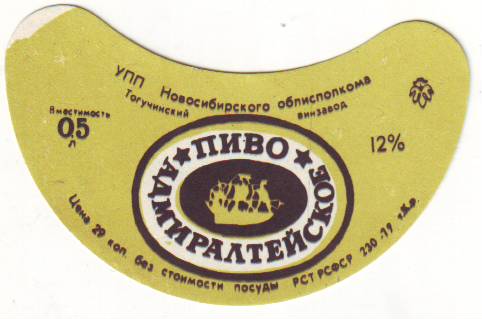 УПП Новосибирского облисполкома
Тогучинский винзавод
Вместимость
0,5
л
12%
ПИВО
АДМИРАЛТЕЙСКОЕ
Цена 29 коп. без стоимости посуды РСТ РСФСР 230-79 «Ж»